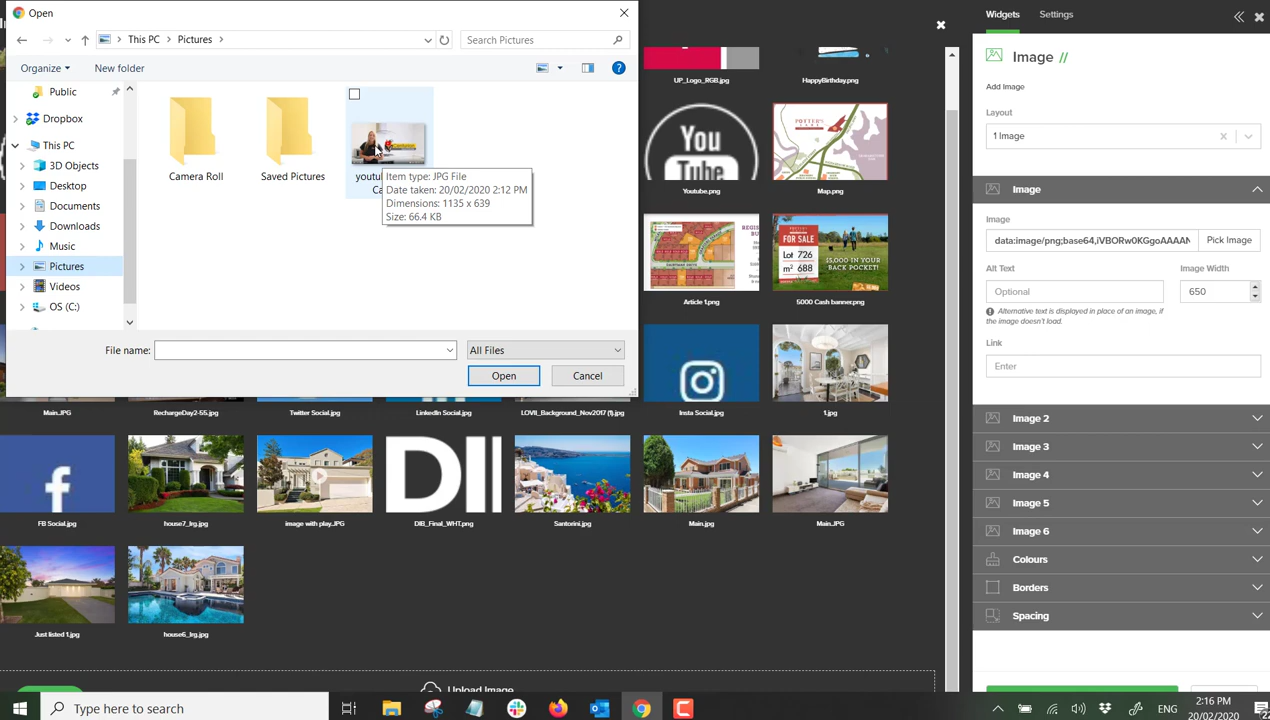 Open
This PC
Pictures
Search Pictures
Organize
New folder
Public
Dropbox
This PC
3D Objects
Desktop
Documents
Downloads
Music
Pictures
Videos
OS (C:)
Camera Roll
Saved Pictures
Item type: JPG File
Date taken: 20/02/2020 2:12 PM
Dimensions: 1135 x 639
Size: 66.4 KB
File name:
All Files
Open
Cancel
UP_Logo_RGB.jpg
HappyBirthday.png
You
Tube
Youtube.png
Map.png
FOR SALE
Lot 726
m² 688
$5,000 IN YOUR
BACK POCKET!
Article 1.png
5000 Cash banner.png
Main_JPG
RechargeDay2-55.jpg
Twitter Social.jpg
LinkedIn Social.jpg
LOVII_Background_Nov2017 (1).jpg
Insta Social.jpg
1.jpg
FB Social.jpg
house7_lrg.jpg
image with play.JPG
DIB_Final_WHT.png
Santorini.jpg
Main.jpg
Main_JPG
Just listed 1.jpg
house6_lrg.jpg
Upload Image
Widgets
Settings
Image //
Add Image
Layout
1 Image
Image
Image
data:image/png;base64,iVBORw0KGgoAAAAN
Pick Image
Alt Text
Image Width
Optional
650
Alternative text is displayed in place of an image, if
the image doesn't load.
Link
Enter
Image 2
Image 3
Image 4
Image 5
Image 6
Colours
Borders
Spacing
Type here to search
ENG
2:16 PM
20/02/2020